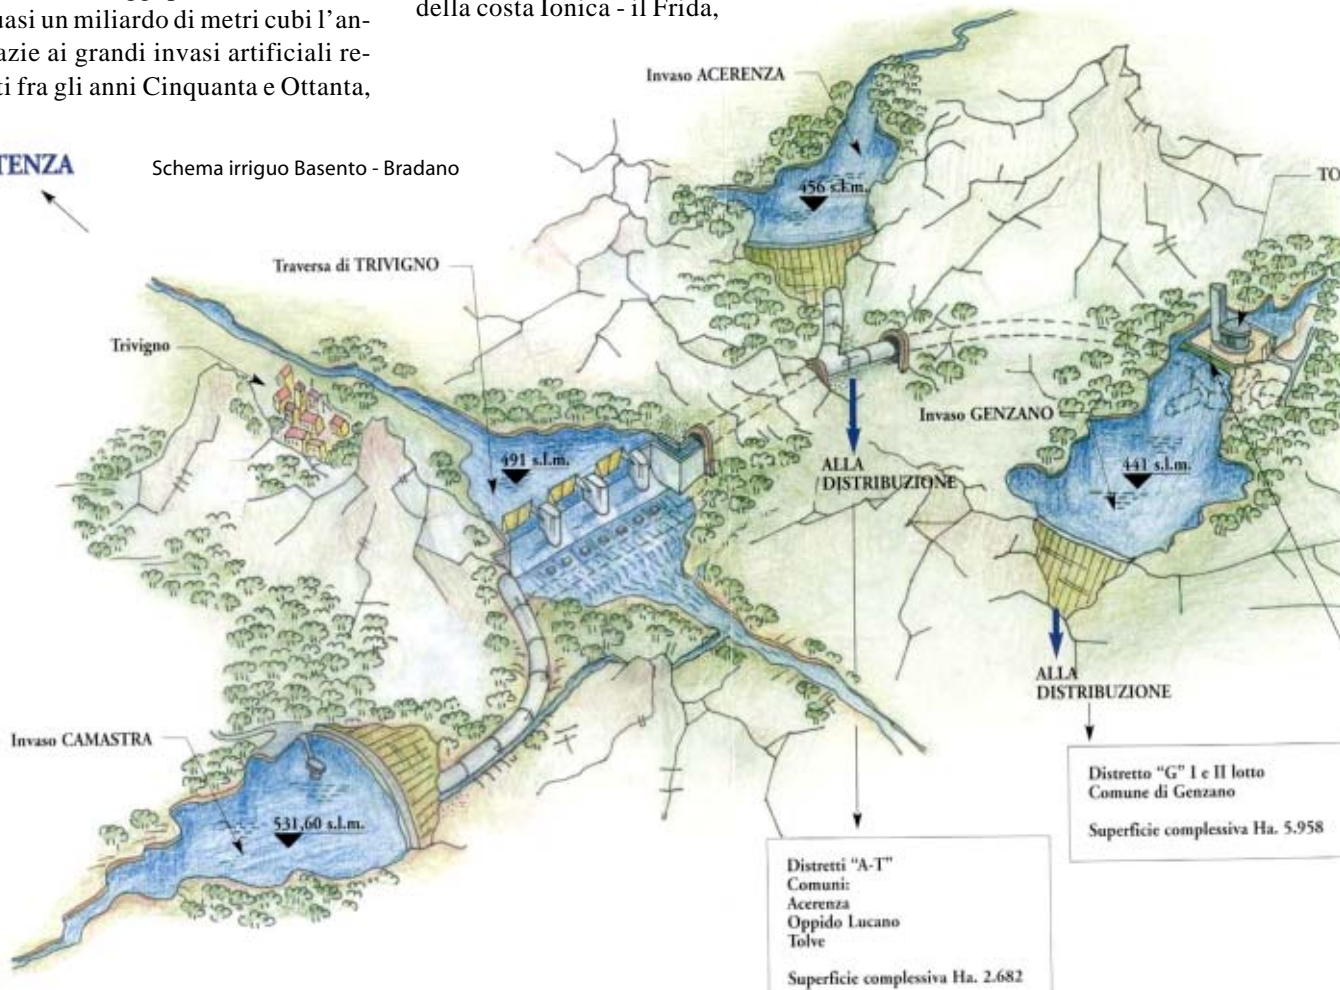 uasi un miliardo di metri cubi l'an-
azie ai grandi invasi artificiali re-
ti fra gli anni Cinquanta e Ottanta,
della costa Ionica - il Frida,
TENZA
Schema irriguo Basento - Bradano
Invaso ACERENZA
456 s.l.m.
TO
Traversa di TRIVIGNO
Trivigno
491 s.l.m.
Invaso GENZANO
441 s.l.m.
ALLA
DISTRIBUZIONE
ALLA
DISTRIBUZIONE
Invaso CAMASTRA
531,60 s.l.m.
Distretto "G" I e II lotto
Comune di Genzano
Superficie complessiva Ha. 5.958
Distretti "A-T"
Comuni:
Acerenza
Oppido Lucano
Tolve
Superficie complessiva Ha. 2.682